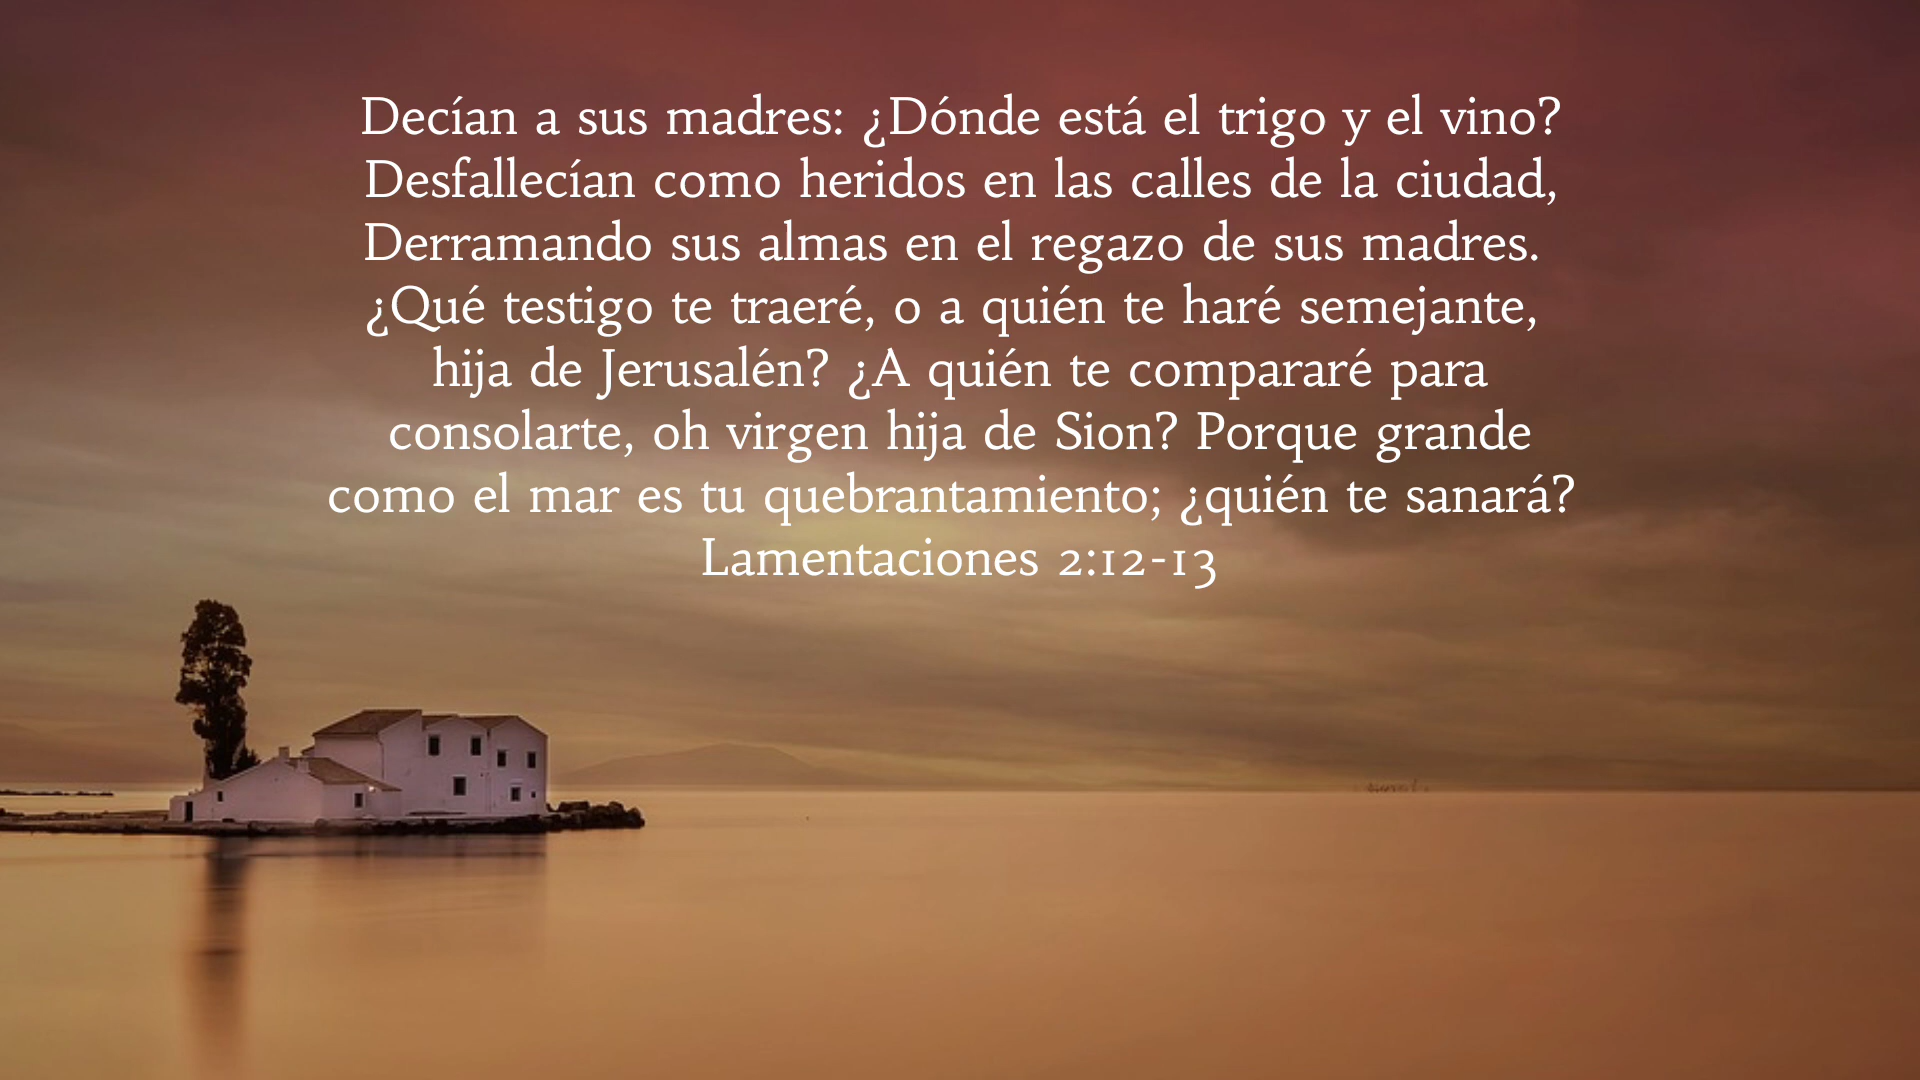 Decían a sus madres: ¿Dónde está el trigo y el vino?
Desfallecían como heridos en las calles de la ciudad,
Derramando sus almas en el regazo de sus madres.
¿Qué testigo te traeré, o a quién te haré semejante,
hija de Jerusalén? ¿A quién te compararé para
consolarte, oh virgen hija de Sion? Porque grande
como el mar es tu quebrantamiento; ¿quién te sanará?
Lamentaciones 2:12-13